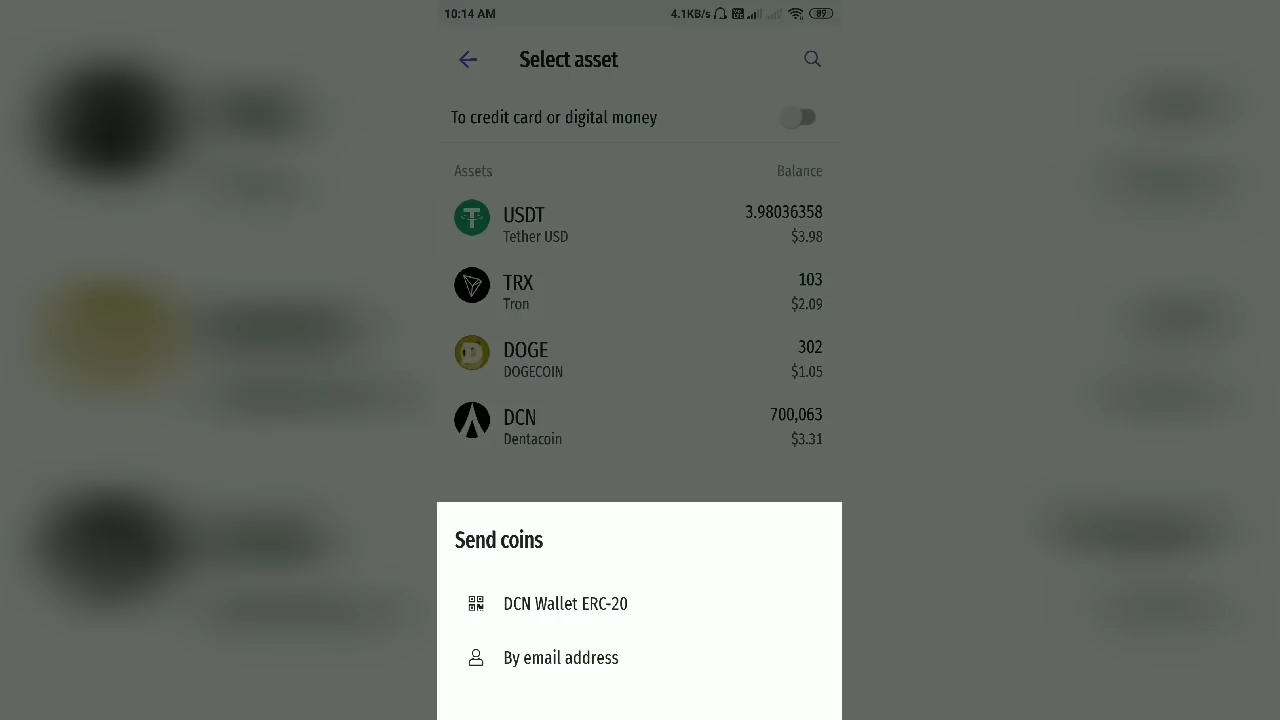 10:14 AM 4.1KB/s 89
Select asset
To credit card or digital money
Assets Balance
USDT 3.98036358
Tether USD $3.98
TRX 103
Tron $2.09
DOGE 302
DOGECOIN $1.05
DCN 700,063
Dentacoin $3.31
Send coins
DCN Wallet ERC-20
By email address